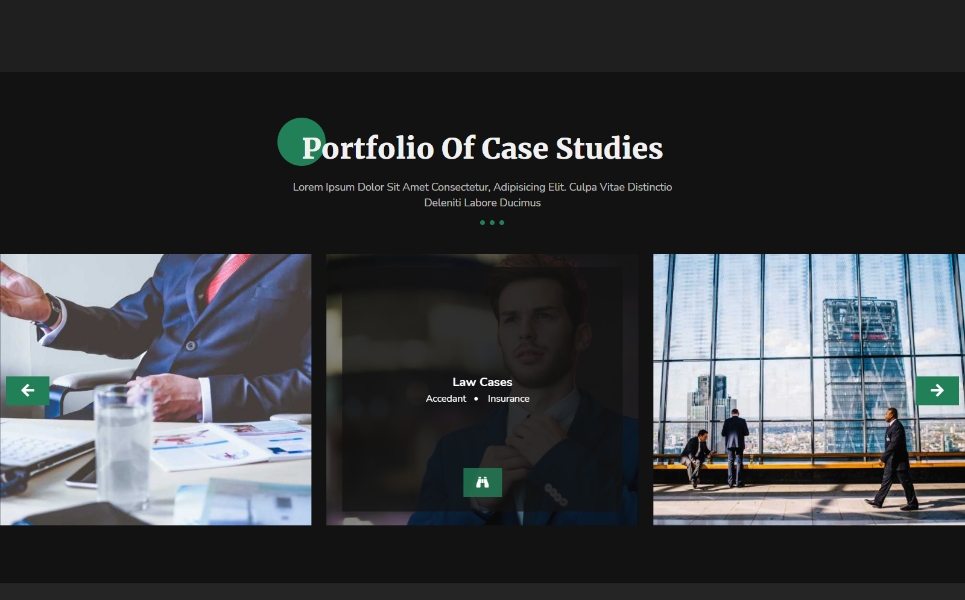 Portfolio Of Case Studies
Lorem Ipsum Dolor Sit Amet Consectetur, Adipisicing Elit. Culpa Vitae Distinctio
Deleniti Labore Ducimus
Law Cases
Accedant • Insurance